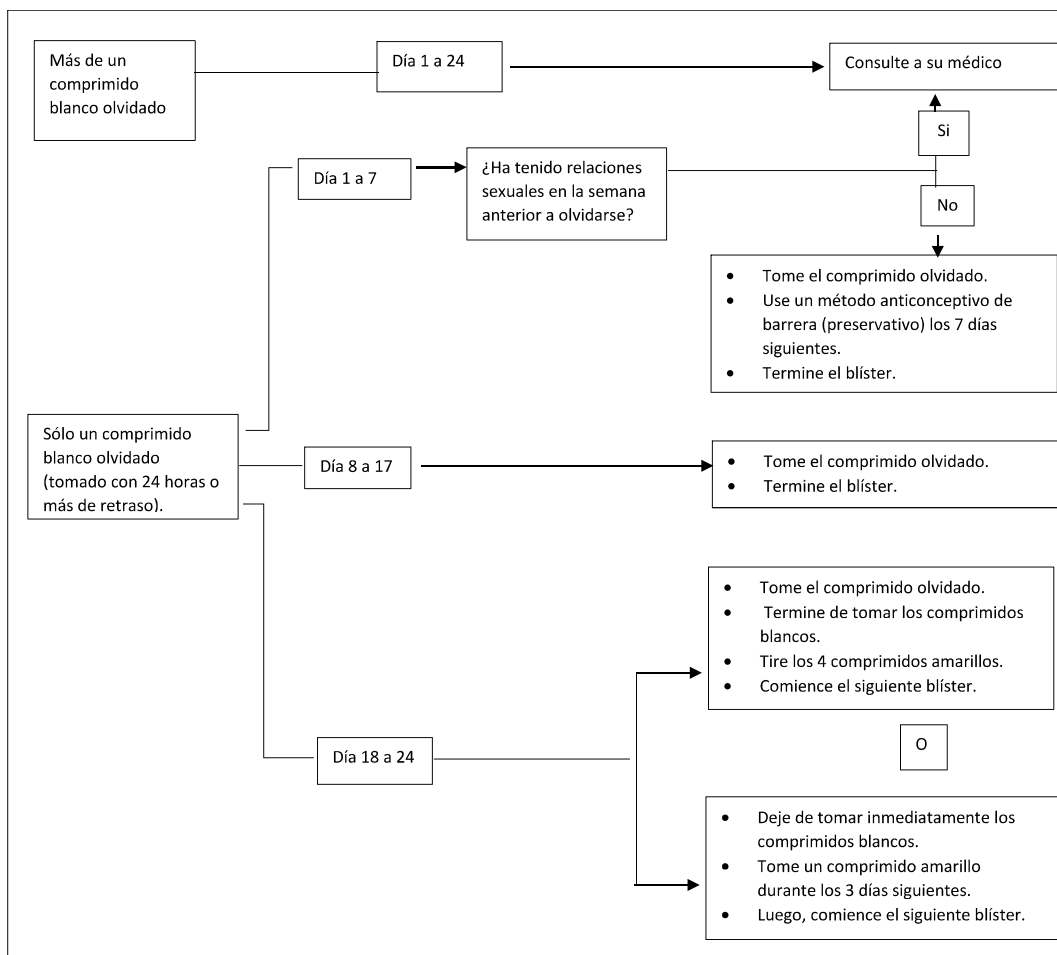 Más de un
comprimido
blanco olvidado
Día 1 a 24
Consulte a su médico
Si
Día 1 a 7
¿Ha tenido relaciones
sexuales en la semana
anterior a olvidarse?
No
• Tome el comprimido olvidado.
• Use un método anticonceptivo de
barrera (preservativo) los 7 días
siguientes.
• Termine el blíster.
Sólo un comprimido
blanco olvidado
(tomado con 24 horas o
más de retraso).
Día 8 a 17
• Tome el comprimido olvidado.
• Termine el blíster.
Día 18 a 24
• Tome el comprimido olvidado.
• Termine de tomar los comprimidos
blancos.
• Tire los 4 comprimidos amarillos.
• Comience el siguiente blíster.
O
• Deje de tomar inmediatamente los
comprimidos blancos.
• Tome un comprimido amarillo
durante los 3 días siguientes.
• Luego, comience el siguiente blíster.